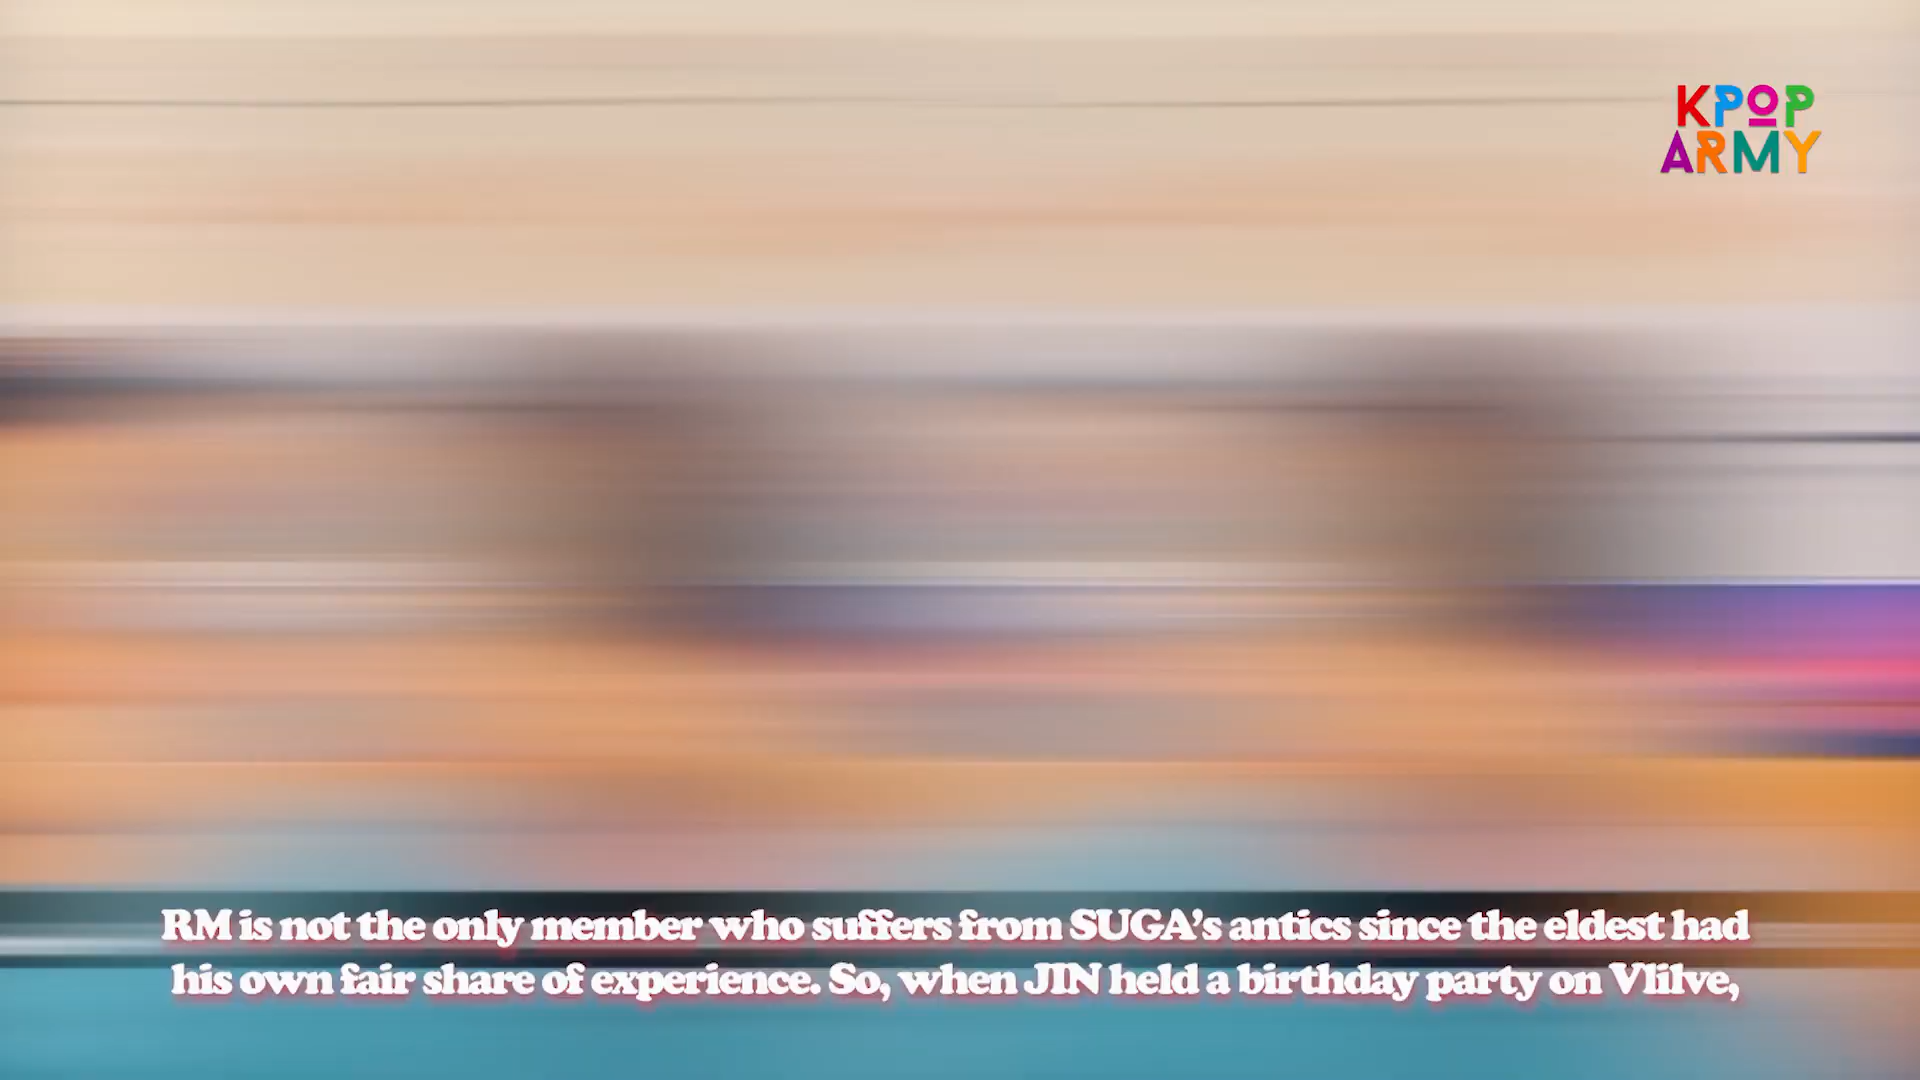 KPOP
ARMY
RM is not the only member who suffers from SUGA's antics since the eldest had
his own fair share of experience. So, when JIN held a birthday party on Vlilve,